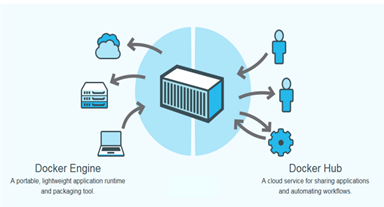 Docker Engine
A portable, lightweight application runtime
and packaging tool.
Docker Hub
A cloud service for sharing applications
and automating workflows.